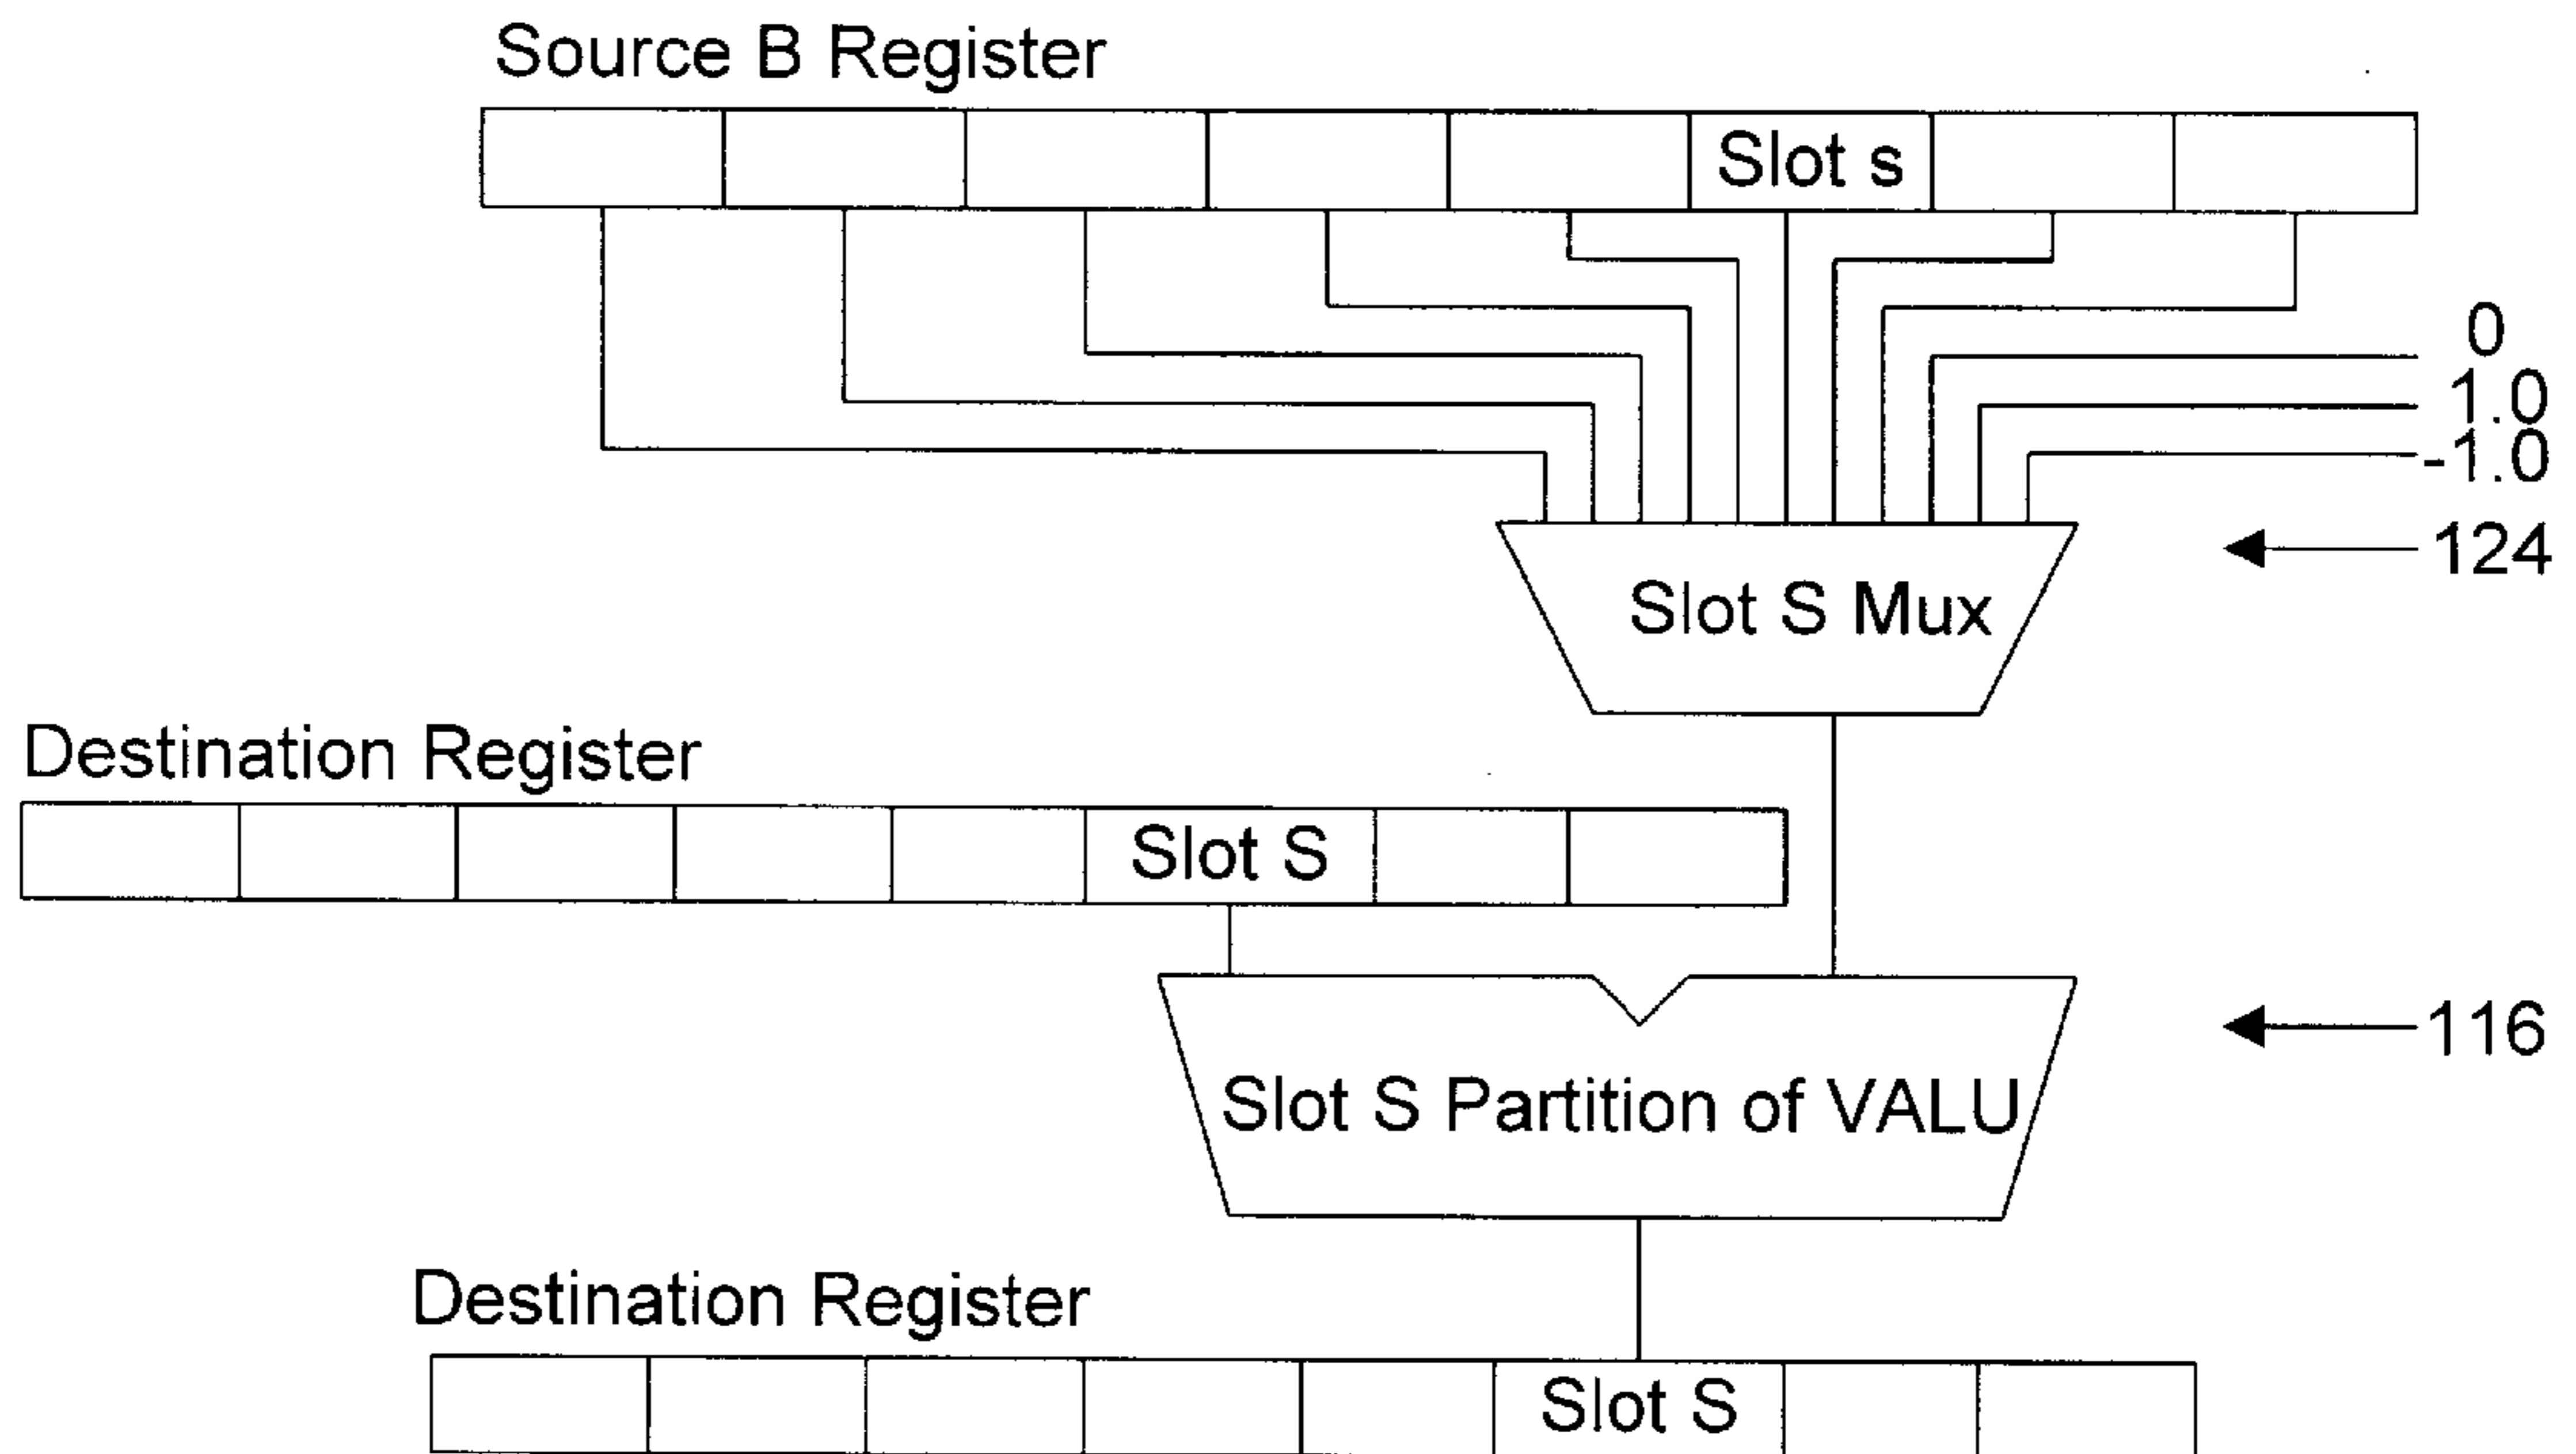 Source B Register
Slot s
0
1.0
-1.0
124
Slot S Mux
Destination Register
Slot S
116
Slot S Partition of VALU
Destination Register
Slot S